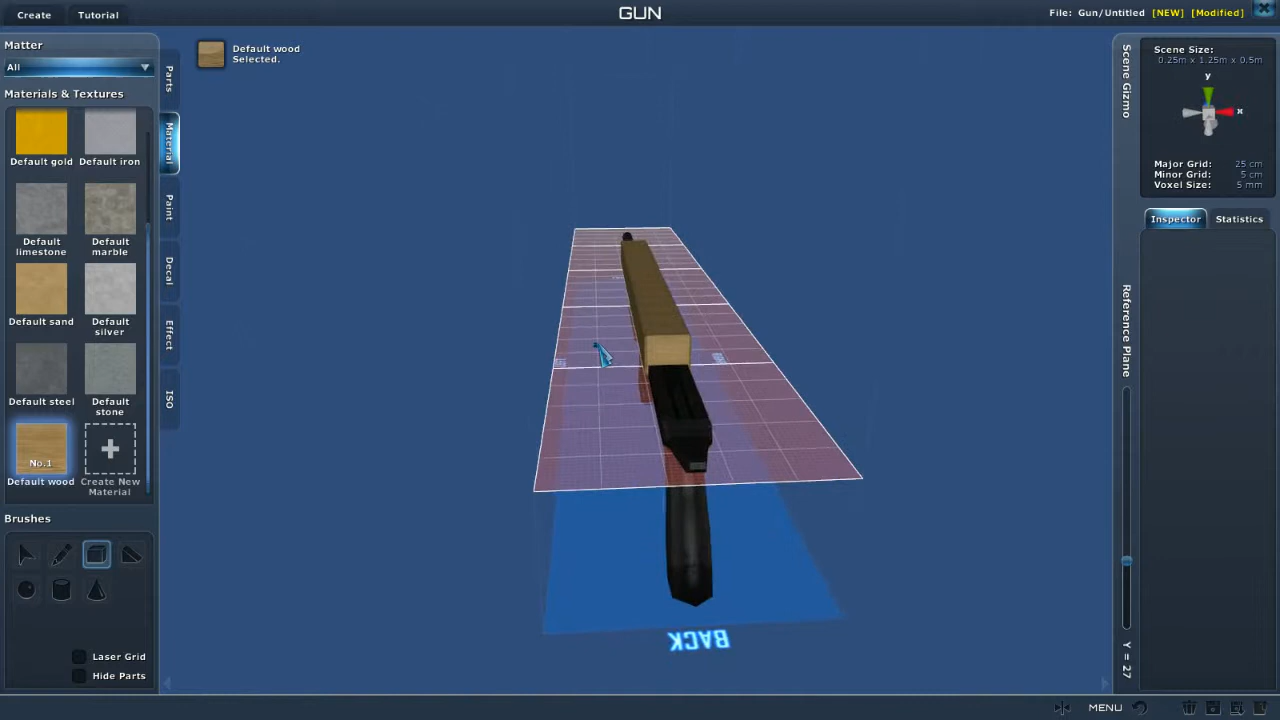 Create
Tutorial
GUN
File: Gun/Untitled [NEW] [Modified]
Matter
All
Materials & Textures
Default gold
Default iron
Default limestone
Default marble
Default sand
Default silver
Default steel
Default stone
No.1
Default wood
Create New Material
Brushes
Laser Grid
Hide Parts
Parts
Material
Paint
Decal
Effect
ISO
Default wood
Selected.
BACK
Scene Gizmo
Reference Plane
Y = 27
Scene Size:
0.25m x 1.25m x 0.5m
y
x
Major Grid: 25 cm
Minor Grid: 5 cm
Voxel Size: 5 mm
Inspector
Statistics
MENU